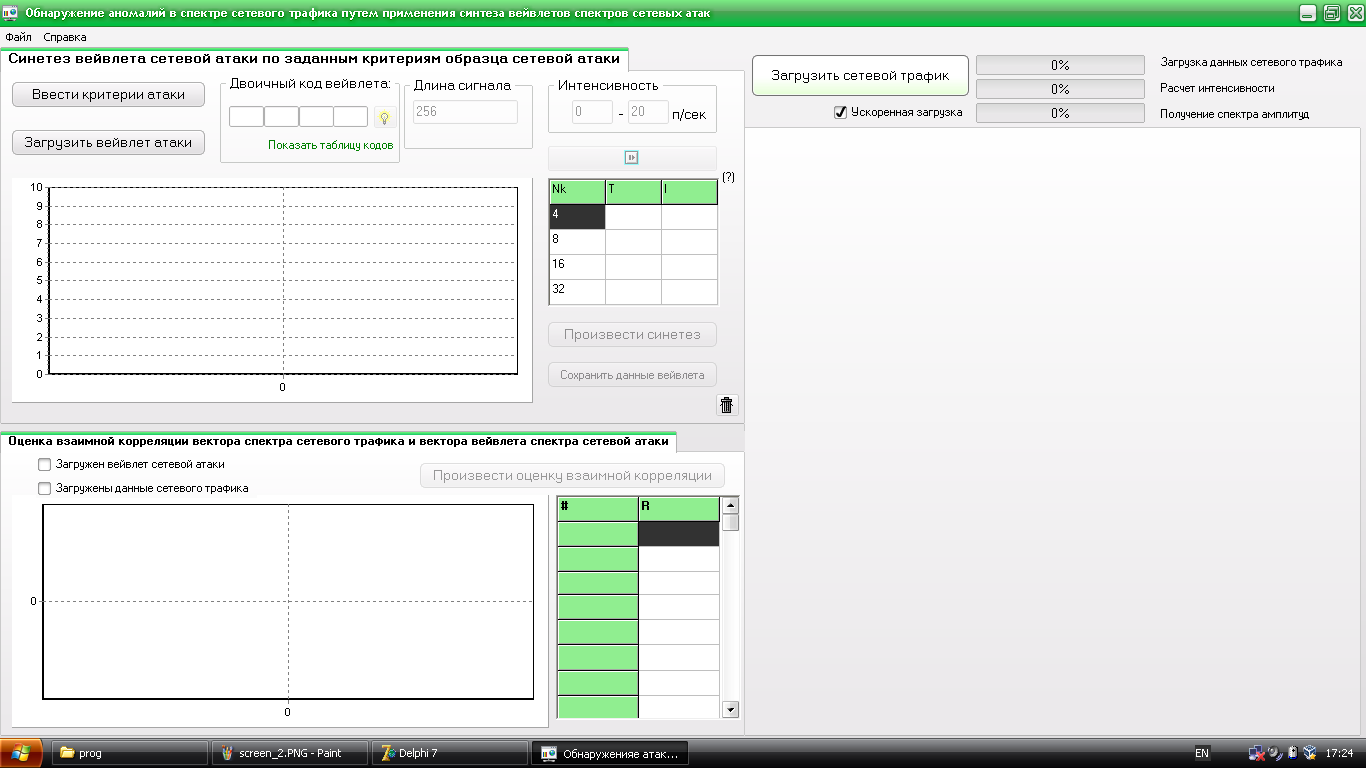 Обнаружение аномалий в спектре сетевого трафика путем применения синтеза вейвлетов спектров сетевых атак
Файл Справка
Синетез вейвлета сетевой атаки по заданным критериям образца сетевой атаки
Ввести критерии атаки
Загрузить вейвлет атаки
Двоичный код вейвлета:
Показать таблицу кодов
Длина сигнала
256
Интенсивность
0 - 20 п/сек
(?)
Nk T I
4
8
16
32
10
9
8
7
6
5
4
3
2
1
0
0
Произвести синетез
Сохранить данные вейвлета
Загрузить сетевой трафик
Ускоренная загрузка
0% Загрузка данных сетевого трафика
0% Расчет интенсивности
0% Получение спектра амплитуд
Оценка взаимной корреляции вектора спектра сетевого трафика и вектора вейвлета спектра сетевой атаки
Загружен вейвлет сетевой атаки
Загружены данные сетевого трафика
Произвести оценку взаимной корреляции
0
0
# R
prog screen_2.PNG - Paint Delphi 7 Обнаруженияе атак... EN 17:24